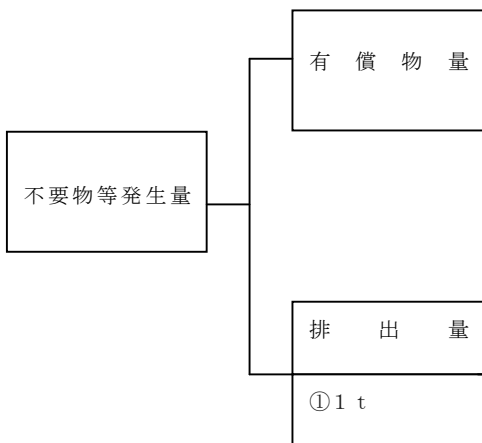 有償物量
不要物等発生量
排出量
①1 t